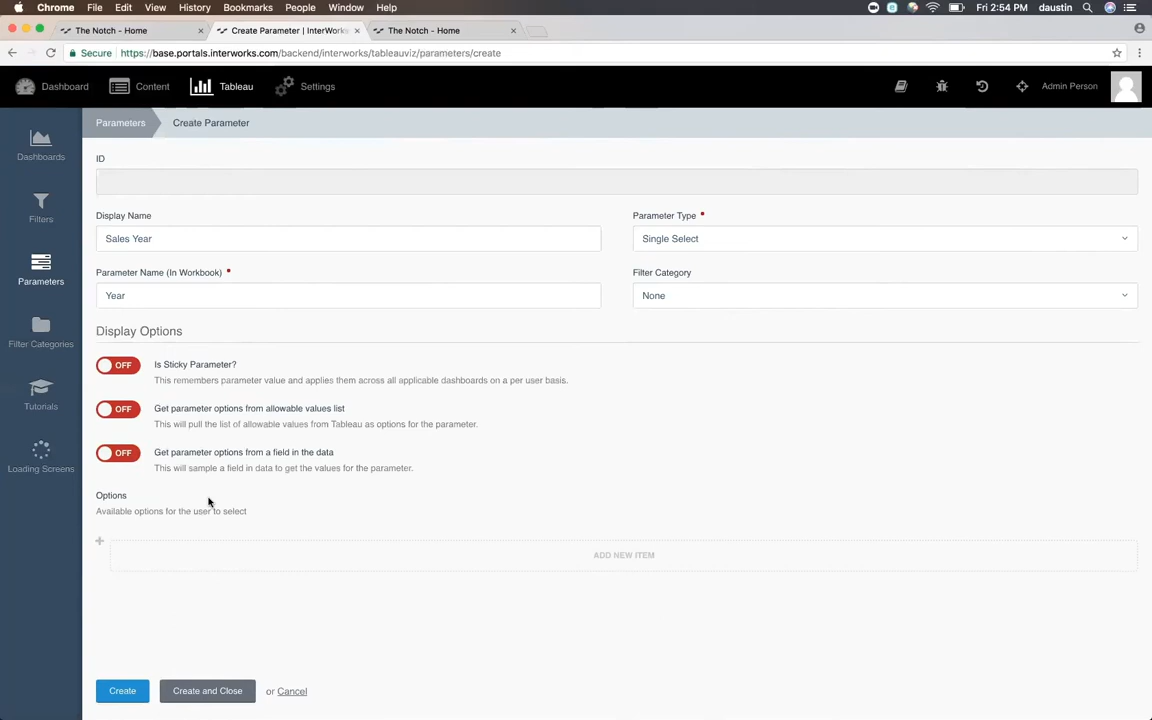 Chrome File Edit View History Bookmarks People Window Help Fri 2:54 PM daustin
The Notch - Home × Create Parameter | InterWorks × The Notch - Home ×
Secure https://base.portals.interworks.com/backend/interworks/tableauviz/parameters/create
Dashboard Content Tableau Settings Admin Person
Parameters Create Parameter
Dashboards
Filters
Parameters
Filter Categories
Tutorials
Loading Screens
ID
Display Name Parameter Type •
Sales Year Single Select
Parameter Name (In Workbook) • Filter Category
Year None
Display Options
OFF Is Sticky Parameter?
This remembers parameter value and applies them across all applicable dashboards on a per user basis.
OFF Get parameter options from allowable values list
This will pull the list of allowable values from Tableau as options for the parameter.
OFF Get parameter options from a field in the data
This will sample a field in data to get the values for the parameter.
Options
Available options for the user to select
+ ADD NEW ITEM
Create Create and Close or Cancel